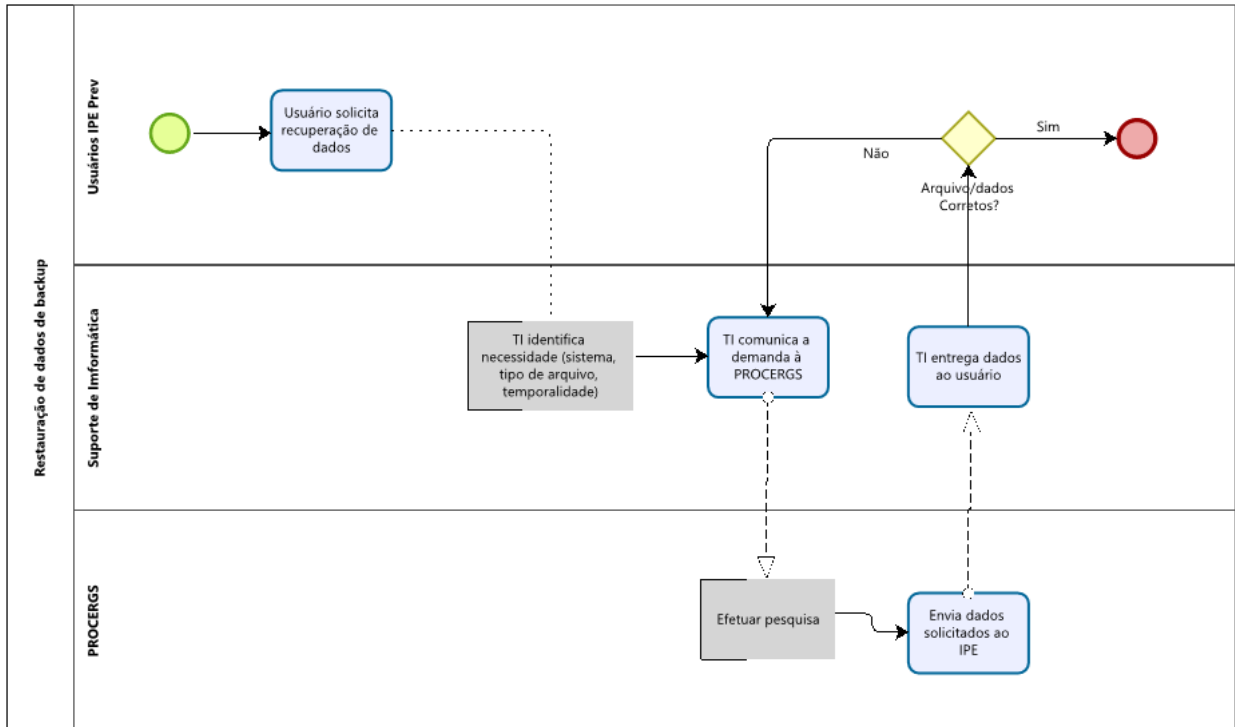 Restauração de dados de backup
Usuários IPE Prev
Usuário solicita
recuperação de
dados
Não
Sim
Arquivo/dados
Corretos?
Suporte de Imformática
TI identifica
necessidade (sistema,
tipo de arquivo,
temporalidade)
TI comunica a
demanda à
PROCERGS
TI entrega dados
ao usuário
PROCERGS
Efetuar pesquisa
Envia dados
solicitados ao
IPE